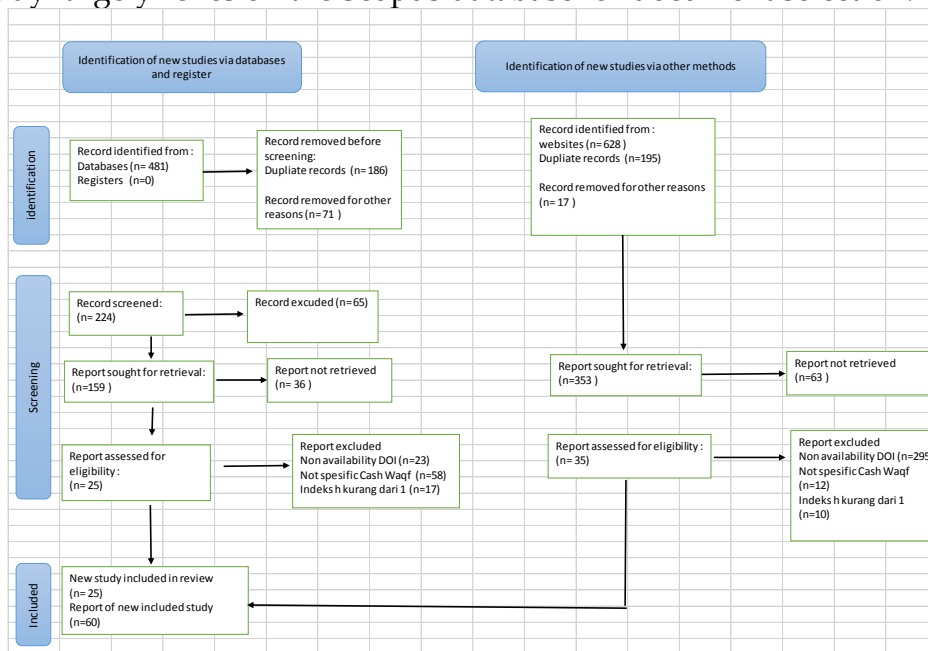 Identification of new studies via databases
and register
Identification of new studies via other methods
identification
Record identified from :
Databases (n= 481)
Registers (n=0)
Record removed before
screening:
Dupliate records (n=186)
Record removed for other
reasons (n=71 )
Record identified from :
websites (n=628 )
Dupliate records (n=195)
Record removed for other reasons
(n= 17 )
Screening
Record screened:
(n= 224)
Record excuded (n=65)
Report sought for retrieval:
(n=159 )
Report not retrieved
(n= 36 )
Report sought for retrieval:
(n=353 )
Report not retrieved
(n=63 )
Report assessed for
eligibility :
(n= 25)
Report excluded
Non availability DOI (n=23)
Not spesific Cash Waqf (n=58)
Indeks h kurang dari 1 (n=17)
Report assessed for eligibility :
(n= 35)
Report excluded
Non availability DOI (n=295
Not spesific Cash Waqf
(n=12)
Indeks h kurang dari 1
(n=10)
Included
New study included in review
(n= 25)
Report of new included study
(n=60)